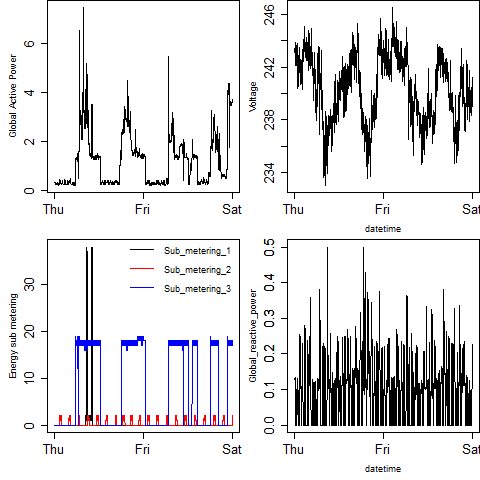 Global Active Power
0
2
4
6
Thu
Fri
Sat
Voltage
234
238
242
246
Thu
Fri
Sat
datetime
Energy sub metering
0
10
20
30
Sub_metering_1
Sub_metering_2
Sub_metering_3
Thu
Fri
Sat
Global_reactive_power
0.0
0.1
0.2
0.3
0.4
0.5
Thu
Fri
Sat
datetime